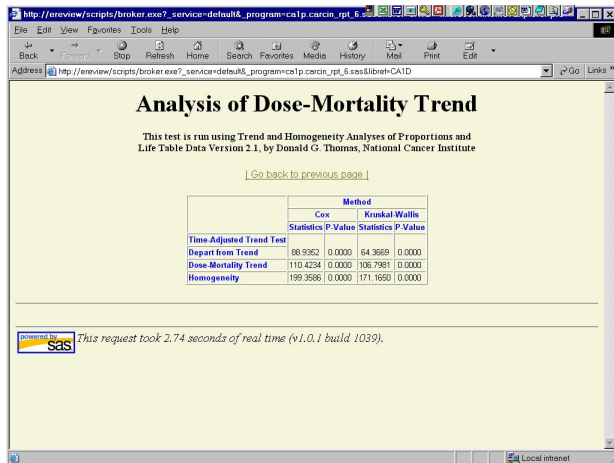 http://ereview/scripts/broker.exe?_service=default&_program=ca1p.carcin_rpt_6.s
File Edit View Favorites Tools Help
Back Forward Stop Refresh Home Search Favorites Media History Mail Print Edit
Address http://ereview/scripts/broker.exe?_service=default&_program=ca1p.carcin_rpt_6.sas&libref=CA1D Go Links »
Analysis of Dose-Mortality Trend
This test is run using Trend and Homogeneity Analyses of Proportions and
Life Table Data Version 2.1, by Donald G. Thomas, National Cancer Institute
[ Go back to previous page ]
Method
Cox Kruskal-Wallis
Statistics P-Value Statistics P-Value
Time-Adjusted Trend Test
Depart from Trend 88.9352 0.0000 64.3669 0.0000
Dose-Mortality Trend 110.4234 0.0000 106.7981 0.0000
Homogeneity 199.3586 0.0000 171.1650 0.0000
powered by sas This request took 2.74 seconds of real time (v1.0.1 build 1039).
Local intranet